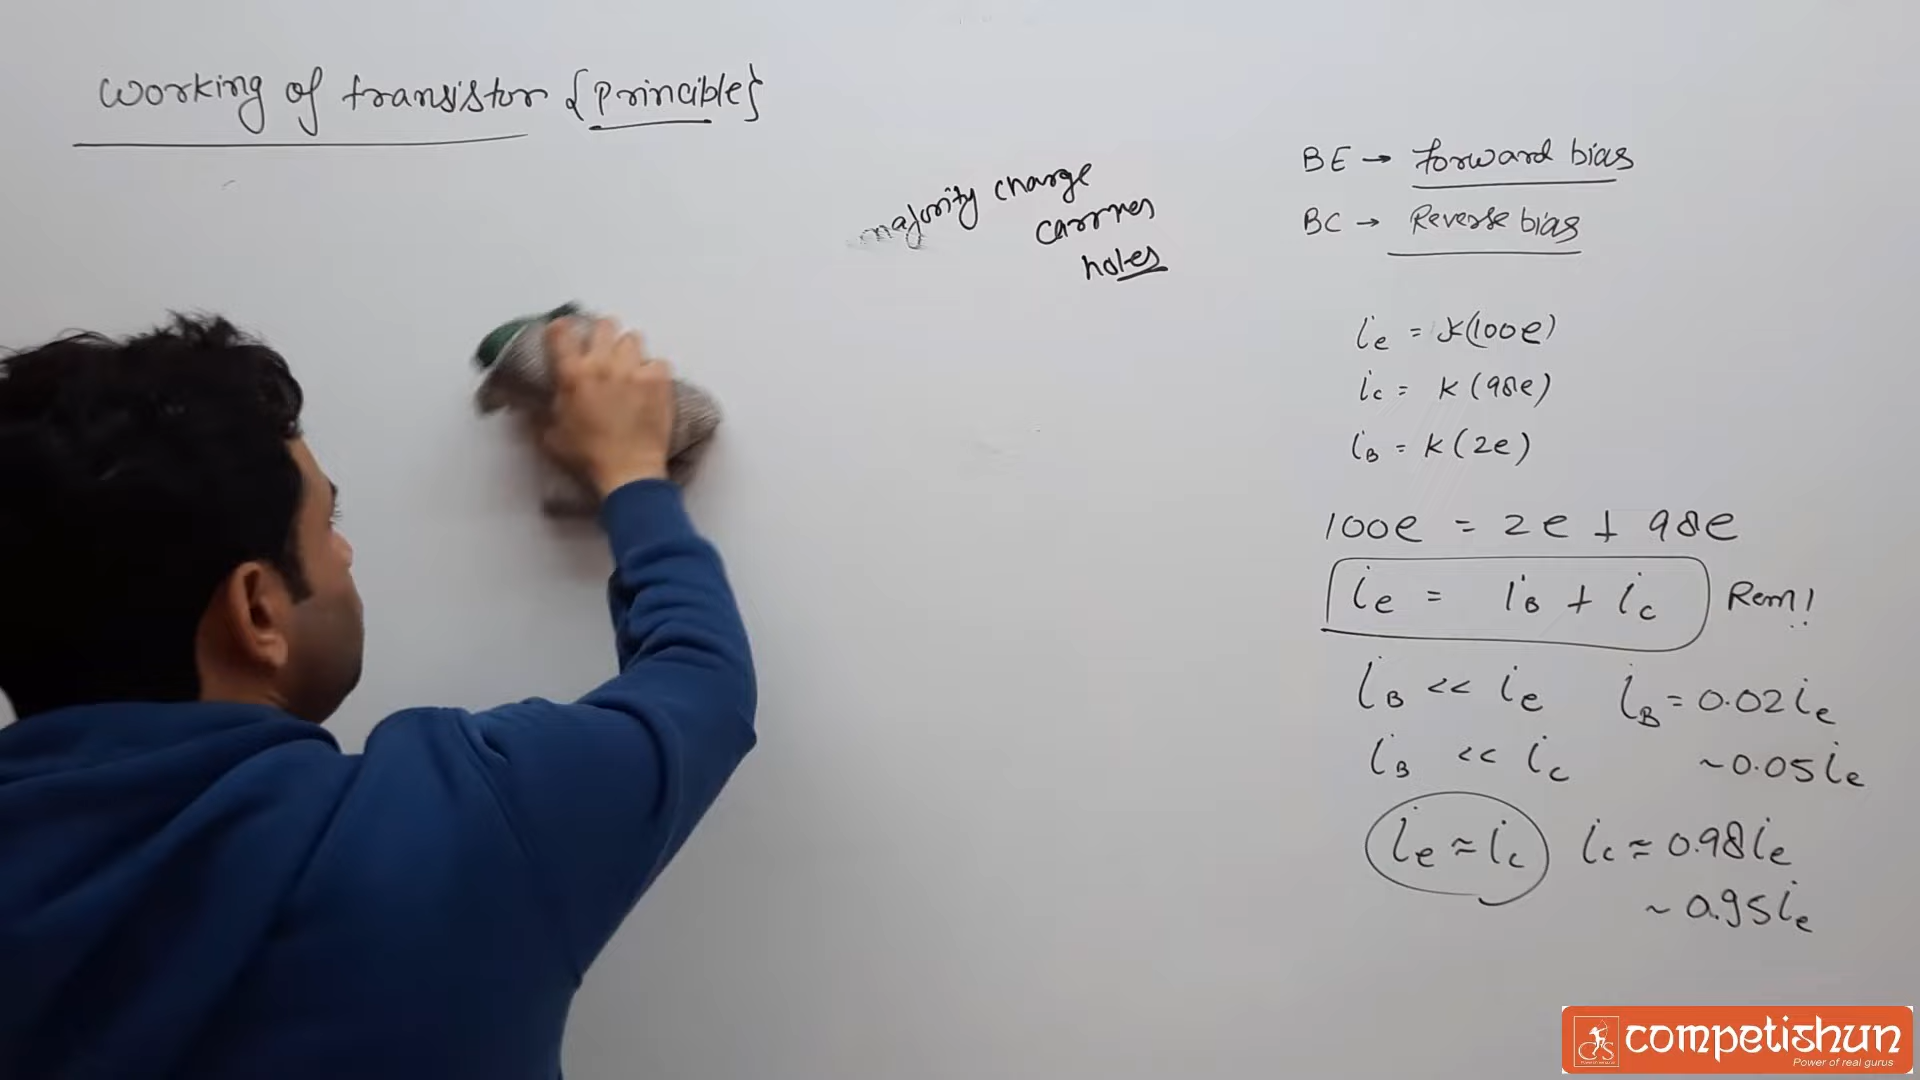 working of transistor {principle}
majority charge
carrires
holes
BE → forward bias
BC → Reverse bias
ie = k(100e)
ic = k(98e)
iB = k(2e)
100e = 2e + 98e
ie = iB + ic Rem!
iB << ie iB = 0.02ie
iB << ic ~0.05ie
ie ≈ ic ic ≈ 0.98ie
~ 0.95ie
competishun
Power of real gurus